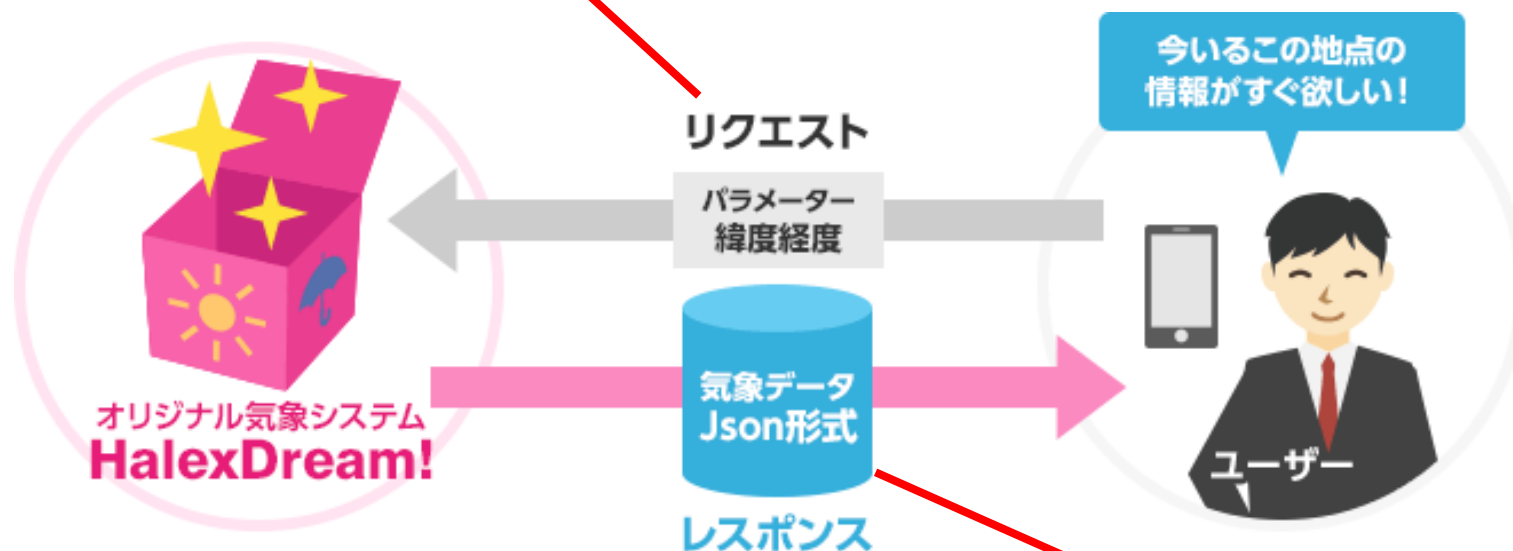 今いるこの地点の
情報がすぐ欲しい!
リクエスト
パラメーター
緯度経度
気象データ
Json形式
レスポンス
オリジナル気象システム
HalexDream!
ユーザー